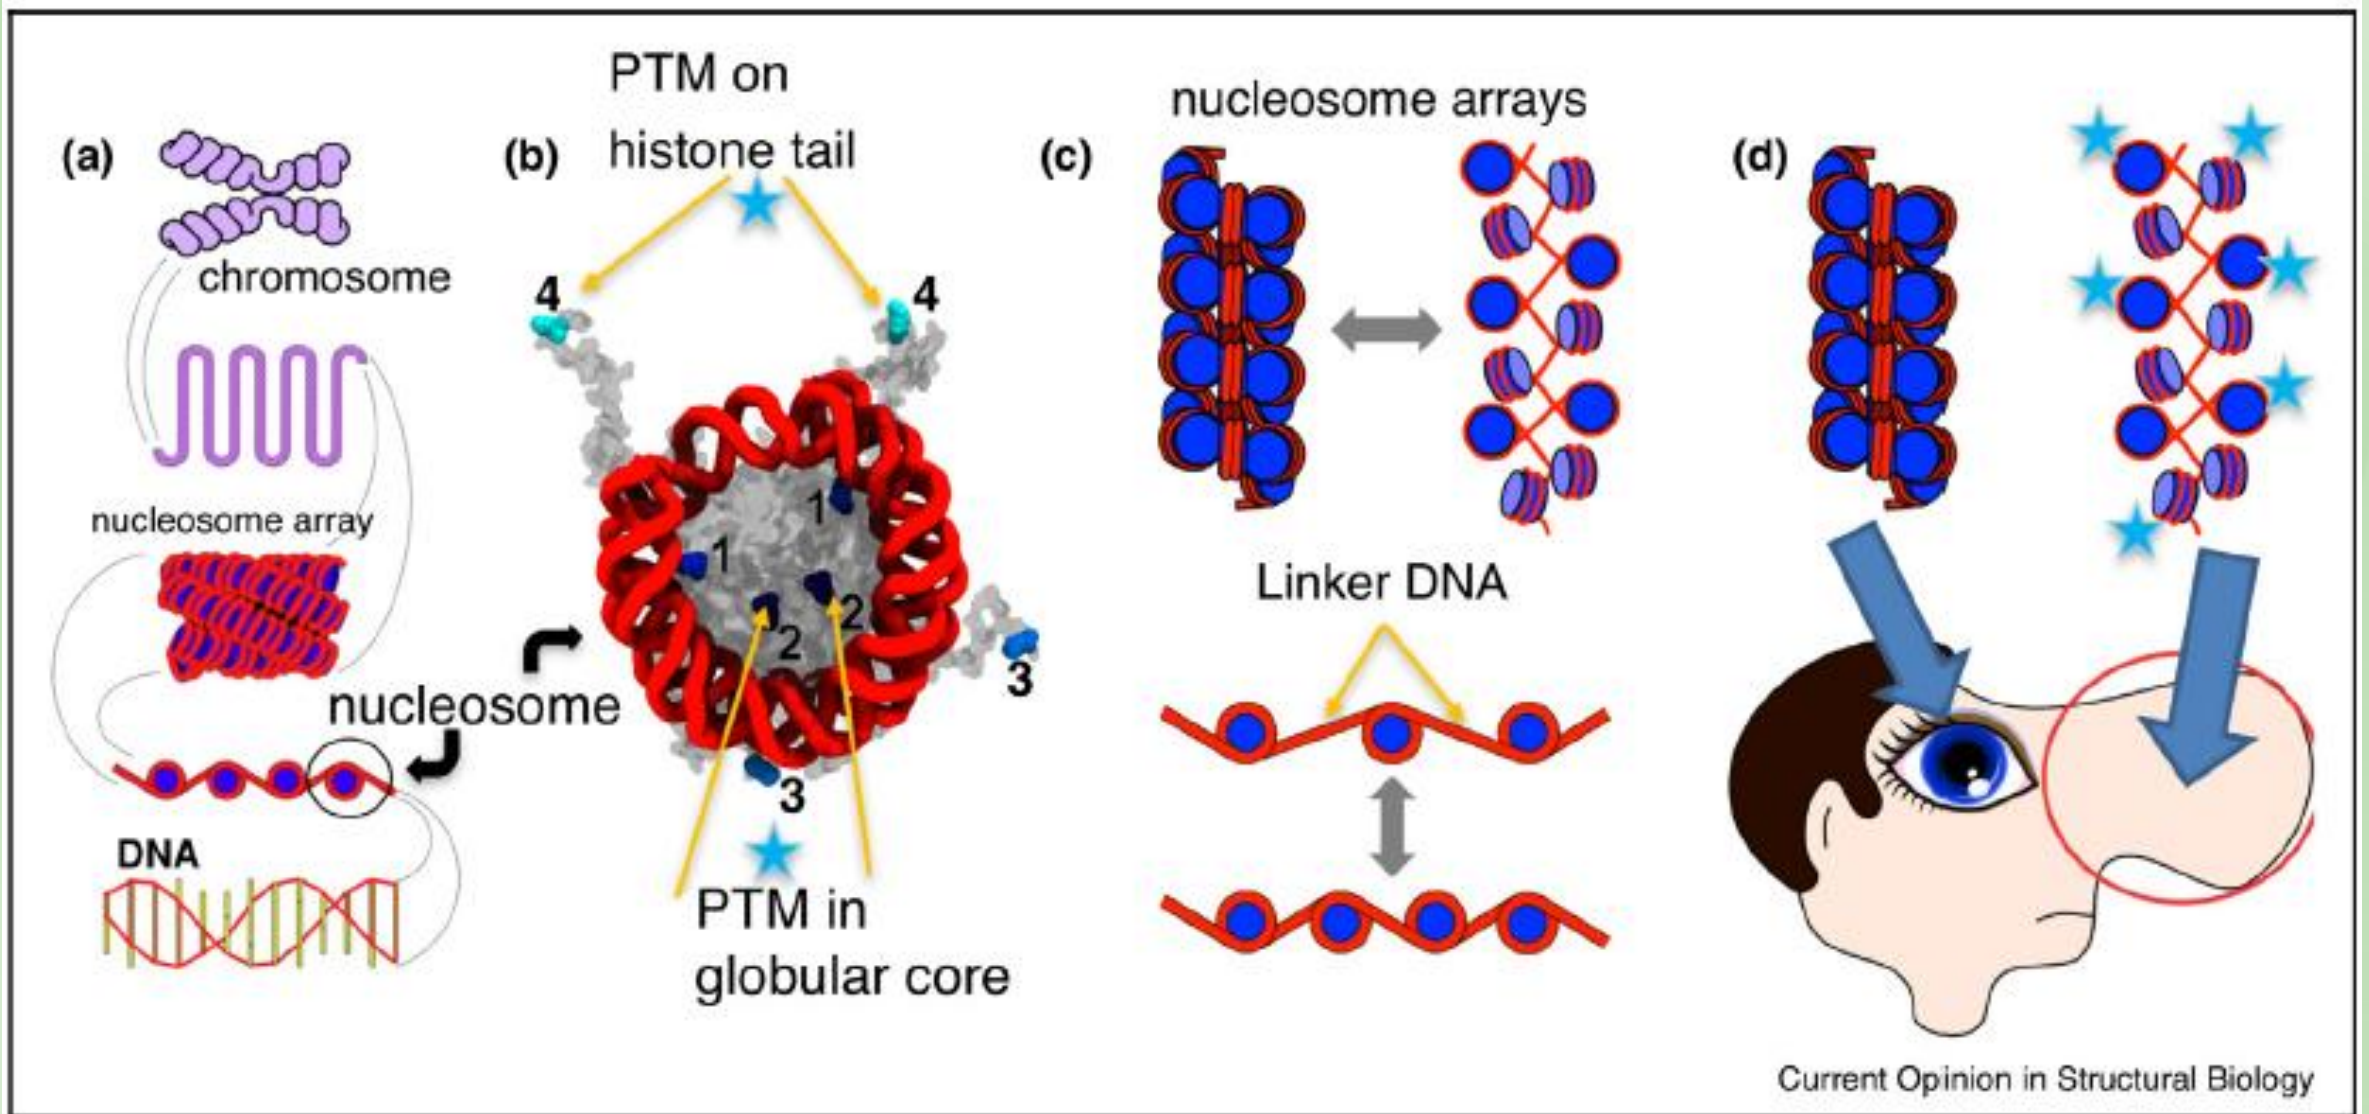 (a)
chromosome
nucleosome array
nucleosome
DNA
(b)
PTM on
histone tail
4
4
1
1
2
2
3
3
PTM in
globular core
(c)
nucleosome arrays
Linker DNA
(d)
Current Opinion in Structural Biology